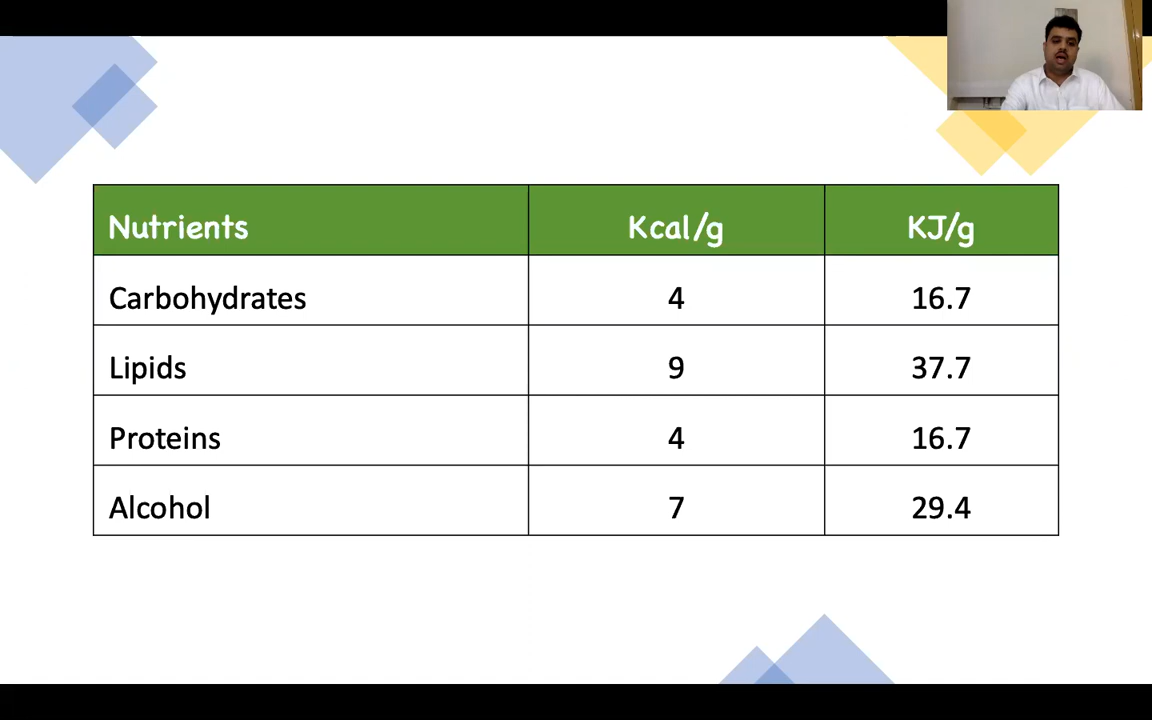 Nutrients Kcal/g KJ/g
Carbohydrates 4 16.7
Lipids 9 37.7
Proteins 4 16.7
Alcohol 7 29.4